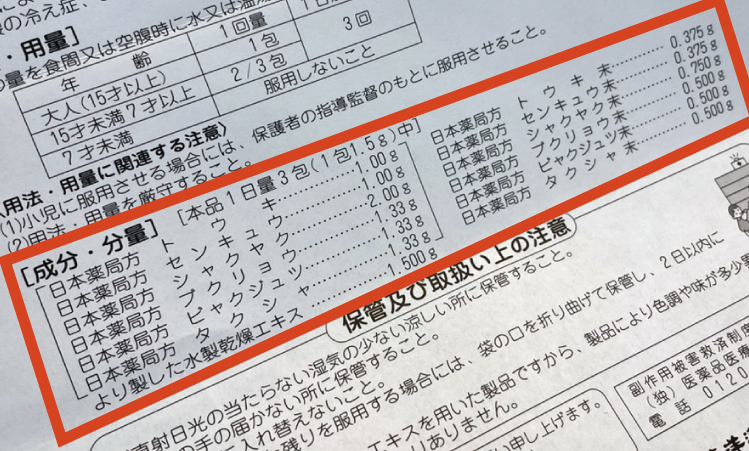 の冷え症、
・用量]
の量を食間又は空腹時に水又は温
年 齢 1回量
大人(15才以上) 1包 3回
15才未満7才以上 2/3包
7才未満 服用しないこと
用法・用量に関連する注意〉
(1)小児に服用させる場合には、保護者の指導監督のもとに服用させること。
(2)用法・用量を厳守すること。
[成分・分量] [本品1日量3包(1包1.5g)中]
日本薬局方 トウキ 1.00g
日本薬局方 センキュウ 1.00g
日本薬局方 シャクヤク 2.00g
日本薬局方 ブクリョウ 1.33g
日本薬局方 ビャクジュツ 1.33g
日本薬局方 タクシャ 1.33g
より製した水製乾燥エキス 1.500g
日本薬局方 トウキ末 0.375g
日本薬局方 センキュウ末 0.375g
日本薬局方 シャクヤク末 0.750g
日本薬局方 ブクリョウ末 0.500g
日本薬局方 ビャクジュツ末 0.500g
日本薬局方 タクシャ末 0.500g
保管及び取扱い上の注意
直射日光の当たらない湿気の少ない涼しい所に保管すること。
の手の届かない所に保管すること。
に入れ替えないこと。
残りを服用する場合には、袋の口を折り曲げて保管し、2日以内に
エキスを用いた製品ですから、製品により色調や味が多少異
りありません。
い申し上げます。
副作用被害救済制
(独)医薬品医療
電話 0120